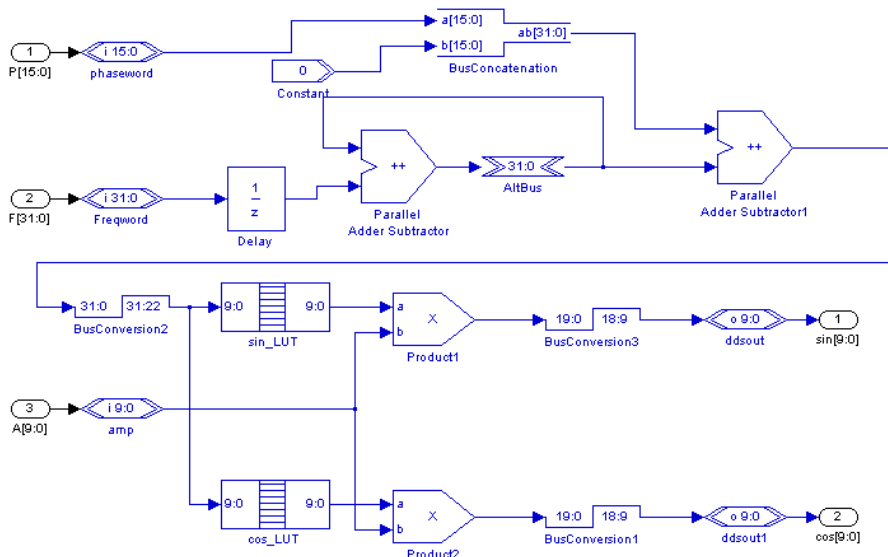 1
P[15:0]
i 15:0
phaseword
0
Constant
a[15:0]
b[15:0]
ab[31:0]
BusConcatenation
2
F[31:0]
i 31:0
Freqword
1
z
Delay
++
Parallel
Adder Subtractor
31:0
AltBus
++
Parallel
Adder Subtractor1
31:0
31:22
BusConversion2
9:0
9:0
sin_LUT
a
b
X
Product1
19:0
18:9
BusConversion3
o 9:0
ddsout
1
sin[9:0]
3
A[9:0]
i 9:0
amp
9:0
9:0
cos_LUT
a
b
X
Product2
19:0
18:9
BusConversion1
o 9:0
ddsout1
2
cos[9:0]